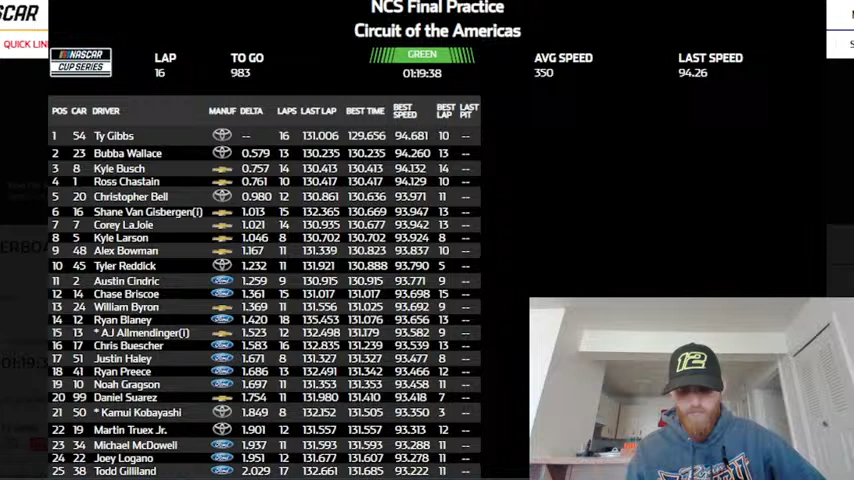 NCS Final Practice
Circuit of the Americas
CAR
QUICK LIN
NASCAR
CUP SERIES
LAP TO GO GREEN AVG SPEED LAST SPEED
16 983 01:19:38 350 94.26
POS CAR DRIVER MANUF DELTA LAPS LAST LAP BEST TIME BEST SPEED BEST LAP LAST PIT
1 54 Ty Gibbs -- 16 131.006 129.656 94.681 10 --
2 23 Bubba Wallace 0.579 13 130.235 130.235 94.260 13 --
3 8 Kyle Busch 0.757 14 130.413 130.413 94.132 14 --
4 1 Ross Chastain 0.761 10 130.417 130.417 94.129 10 --
5 20 Christopher Bell 0.980 12 130.861 130.636 93.971 11 --
6 16 Shane Van Gisbergen(i) 1.013 15 132.365 130.669 93.947 13 --
7 7 Corey LaJoie 1.021 14 130.935 130.677 93.942 13 --
8 5 Kyle Larson 1.046 8 130.702 130.702 93.924 8 --
9 48 Alex Bowman 1.167 11 131.339 130.823 93.837 10 --
10 45 Tyler Reddick 1.232 11 131.921 130.888 93.790 5 --
11 2 Austin Cindric 1.259 9 130.915 130.915 93.771 9 --
12 14 Chase Briscoe 1.361 15 131.017 131.017 93.698 15 --
13 24 William Byron 1.369 11 131.556 131.025 93.692 9 --
14 12 Ryan Blaney 1.420 18 135.453 131.076 93.656 13 --
15 13 * AJ Allmendinger(i) 1.523 12 132.498 131.179 93.582 9 --
16 17 Chris Buescher 1.583 16 132.835 131.239 93.539 13 --
17 51 Justin Haley 1.671 8 131.327 131.327 93.477 8 --
18 41 Ryan Preece 1.686 13 132.491 131.342 93.466 12 --
19 10 Noah Gragson 1.697 11 131.353 131.353 93.458 11 --
20 99 Daniel Suarez 1.754 11 131.980 131.410 93.418 7 --
21 50 * Kamui Kobayashi 1.849 8 132.152 131.505 93.350 3 --
22 19 Martin Truex Jr. 1.901 12 131.557 131.557 93.313 12 --
23 34 Michael McDowell 1.937 11 131.593 131.593 93.288 11 --
24 22 Joey Logano 1.951 12 131.677 131.607 93.278 11 --
25 38 Todd Gilliland 2.029 17 132.661 131.685 93.222 11 --
12